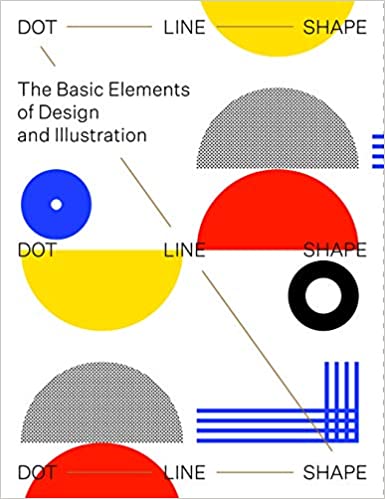 DOT LINE SHAPE
The Basic Elements
of Design
and Illustration
DOT LINE SHAPE
DOT LINE SHAPE